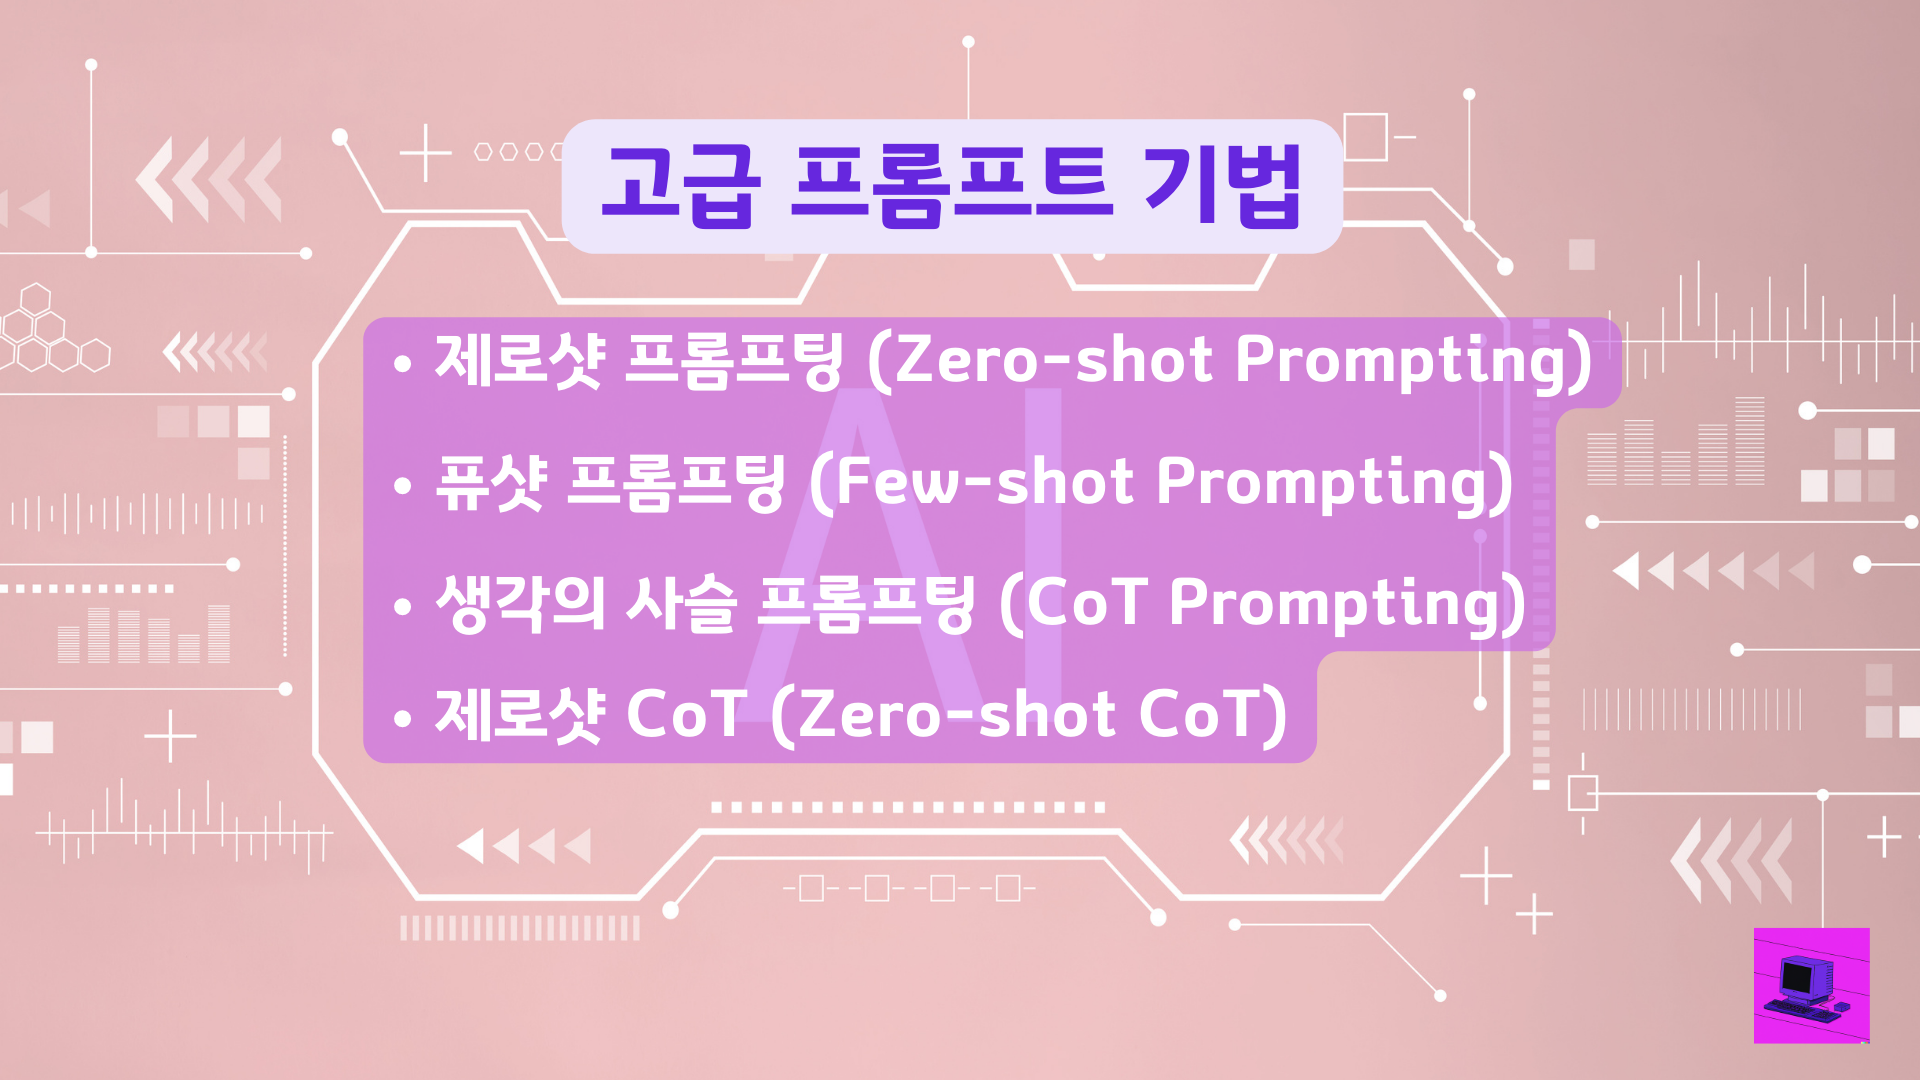 고급 프롬프트 기법
• 제로샷 프롬프팅 (Zero-shot Prompting)
• 퓨샷 프롬프팅 (Few-shot Prompting)
• 생각의 사슬 프롬프팅 (CoT Prompting)
• 제로샷 CoT (Zero-shot CoT)
AI